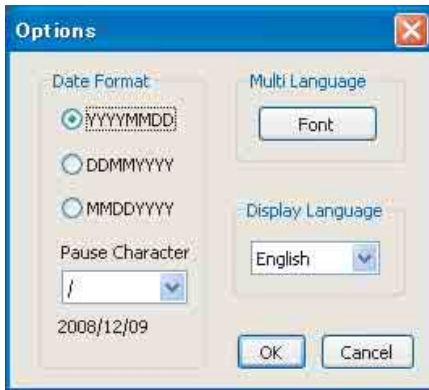 Options
Date Format
YYYYMMDD
DDMMYYYY
MMDDYYYY
Pause Character
/
2008/12/09
Multi Language
Font
Display Language
English
OK
Cancel